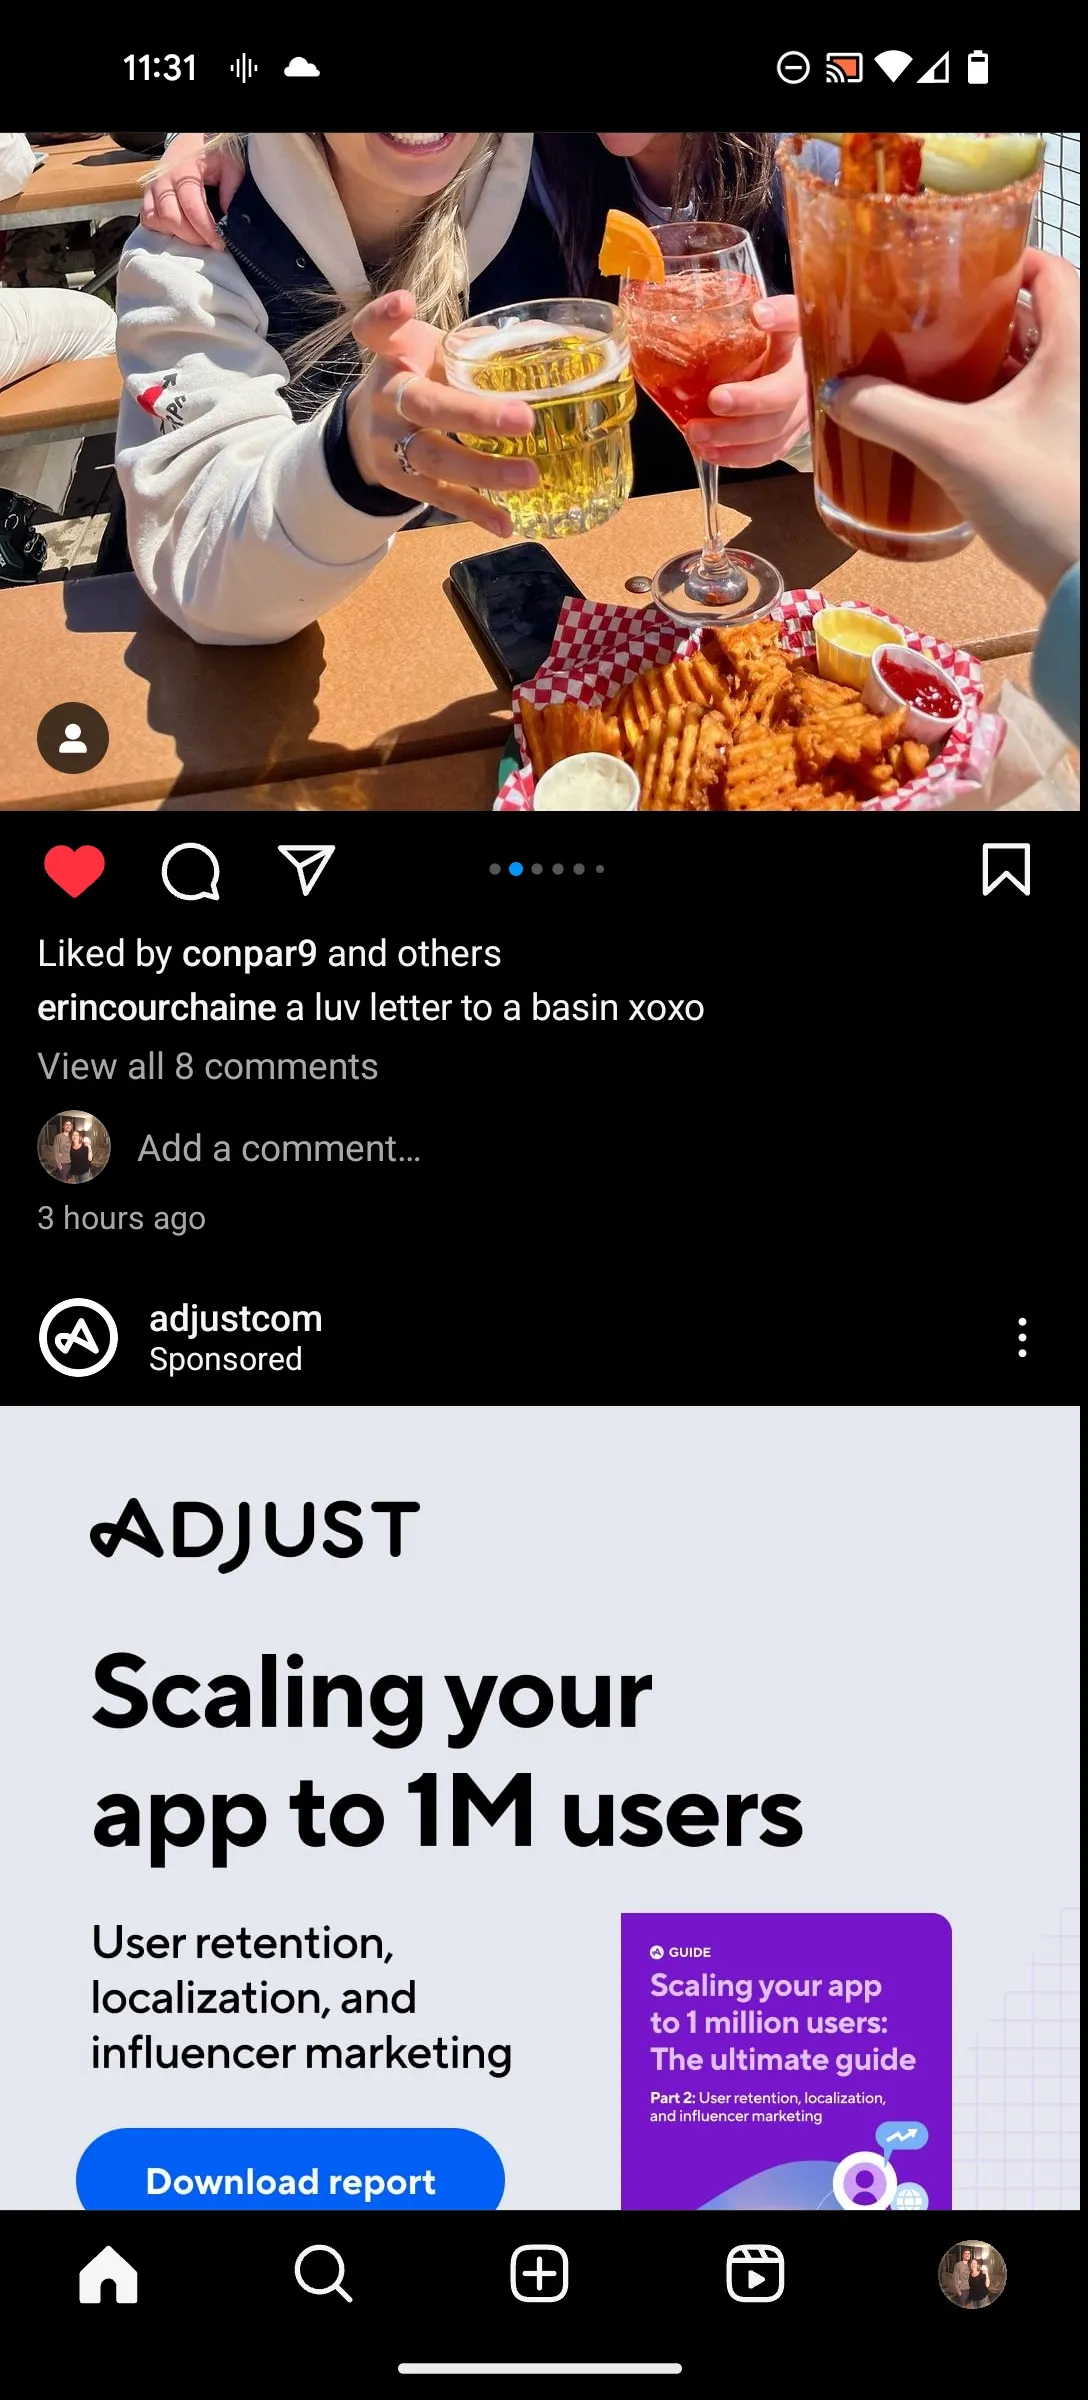 11:31
Liked by conpar9 and others
erincourchaine a luv letter to a basin xoxo
View all 8 comments
Add a comment...
3 hours ago
adjustcom
Sponsored
ADJUST
Scaling your
app to 1M users
User retention,
localization, and
influencer marketing
Download report
GUIDE
Scaling your app
to 1 million users:
The ultimate guide
Part 2: User retention, localization,
and influencer marketing